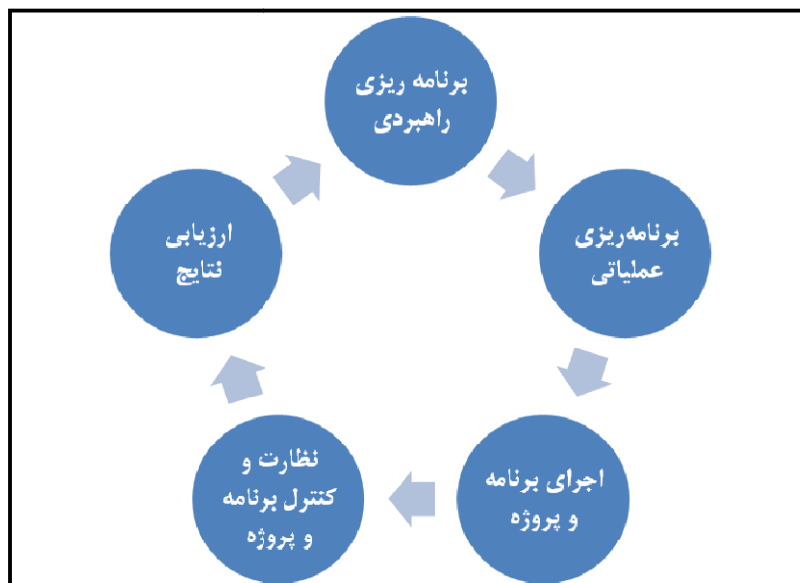 برنامه ریزی
راهبردی
برنامه‌ریزی
عملیاتی
اجرای برنامه
و پروژه
نظارت و
کنترل برنامه
و پروژه
ارزیابی
نتایج